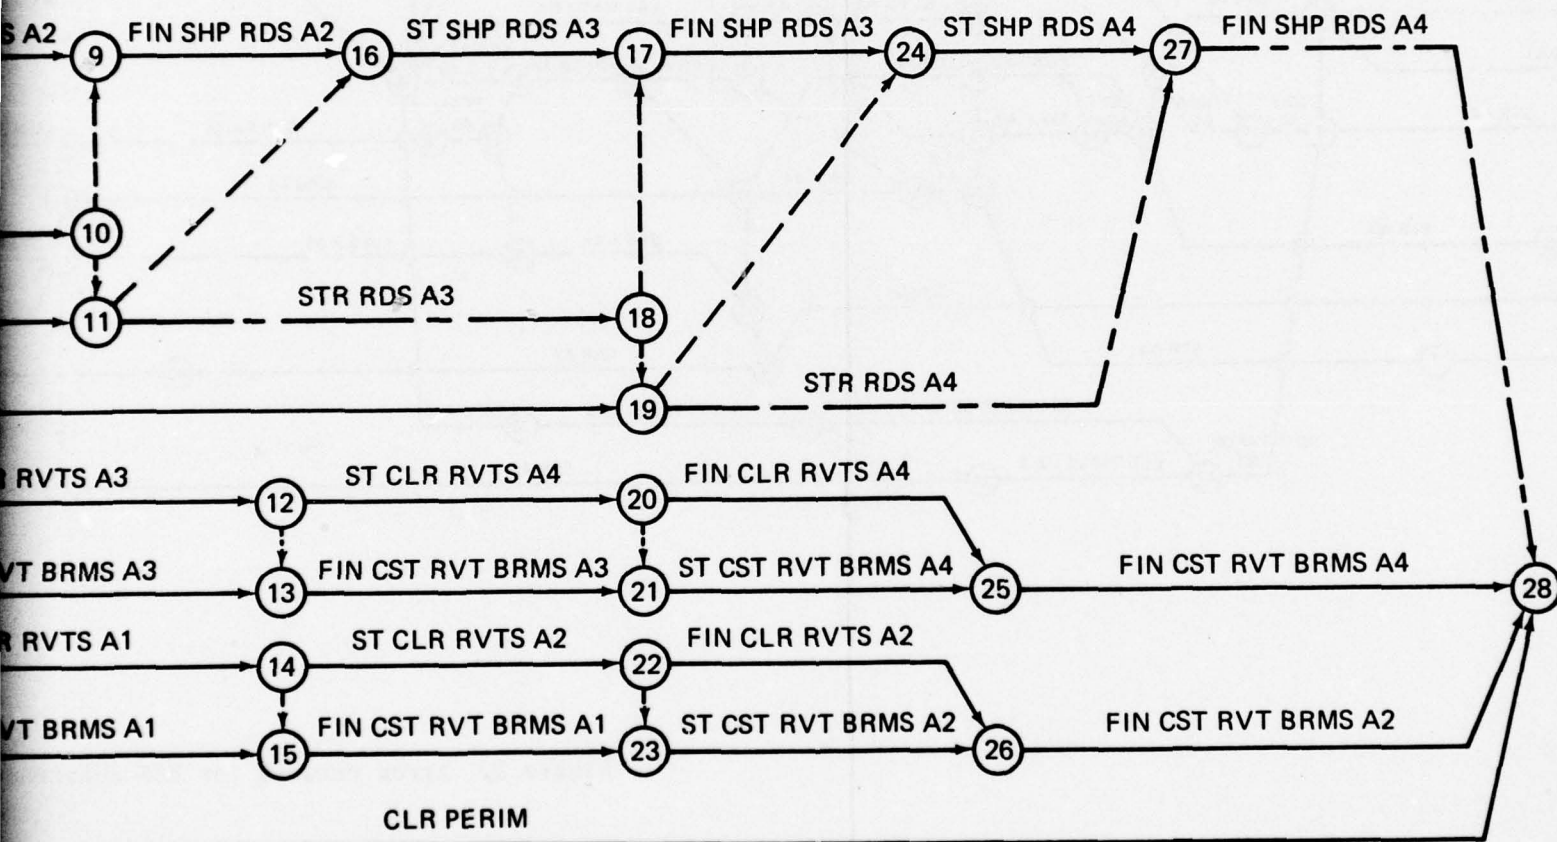 S A2 9 FIN SHP RDS A2 16 ST SHP RDS A3 17 FIN SHP RDS A3 24 ST SHP RDS A4 27 FIN SHP RDS A4
10
11 STR RDS A3 18
19 STR RDS A4
R RVTS A3 12 ST CLR RVTS A4 20 FIN CLR RVTS A4
VT BRMS A3 13 FIN CST RVT BRMS A3 21 ST CST RVT BRMS A4 25 FIN CST RVT BRMS A4 28
R RVTS A1 14 ST CLR RVTS A2 22 FIN CLR RVTS A2
VT BRMS A1 15 FIN CST RVT BRMS A1 23 ST CST RVT BRMS A2 26 FIN CST RVT BRMS A2
CLR PERIM